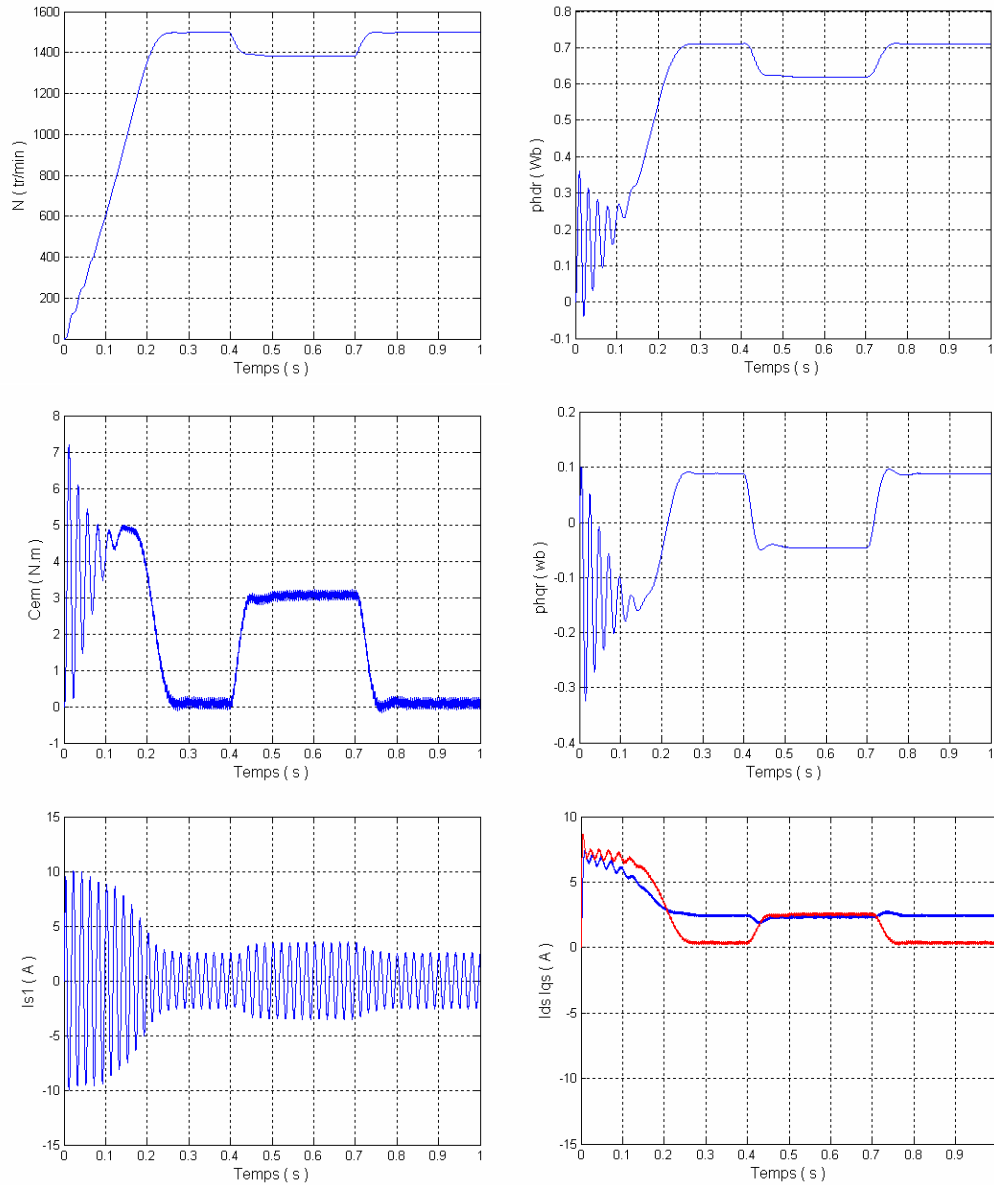 N ( tr/min )
1600
1400
1200
1000
800
600
400
200
0
0 0.1 0.2 0.3 0.4 0.5 0.6 0.7 0.8 0.9 1
Temps ( s )
phdr ( Wb )
0.8
0.7
0.6
0.5
0.4
0.3
0.2
0.1
0
-0.1
0 0.1 0.2 0.3 0.4 0.5 0.6 0.7 0.8 0.9 1
Temps ( s )
Cem ( N.m )
8
7
6
5
4
3
2
1
0
-1
0 0.1 0.2 0.3 0.4 0.5 0.6 0.7 0.8 0.9 1
Temps ( s )
phqr ( wb )
0.2
0.1
0
-0.1
-0.2
-0.3
-0.4
0 0.1 0.2 0.3 0.4 0.5 0.6 0.7 0.8 0.9 1
Temps ( s )
Is1 ( A )
15
10
5
0
-5
-10
-15
0 0.1 0.2 0.3 0.4 0.5 0.6 0.7 0.8 0.9 1
Temps ( s )
Ids Iqs ( A )
10
5
0
-5
-10
-15
0 0.1 0.2 0.3 0.4 0.5 0.6 0.7 0.8 0.9
Temps ( s )